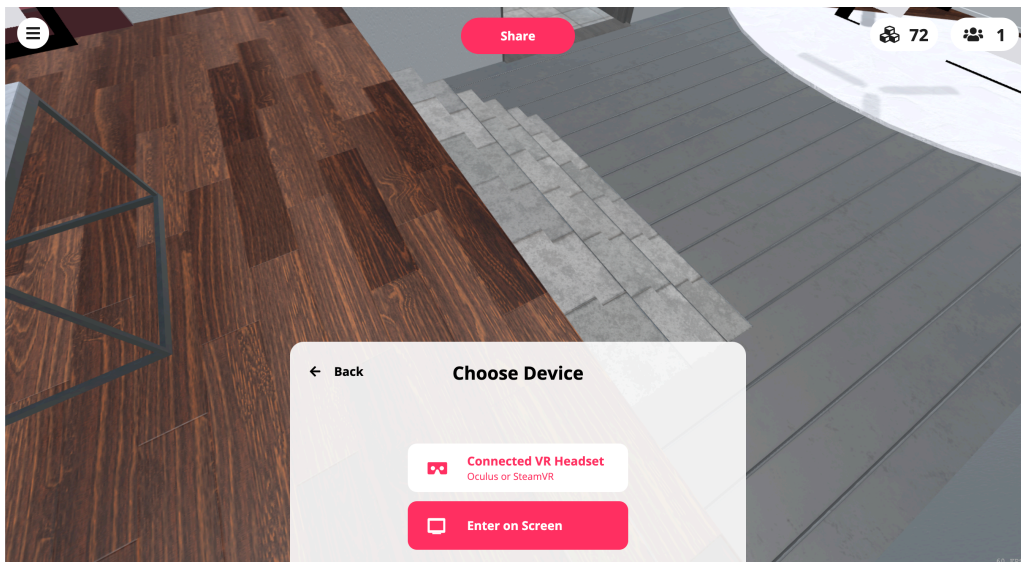 Share
72
1
Back
Choose Device
Connected VR Headset
Oculus or SteamVR
Enter on Screen